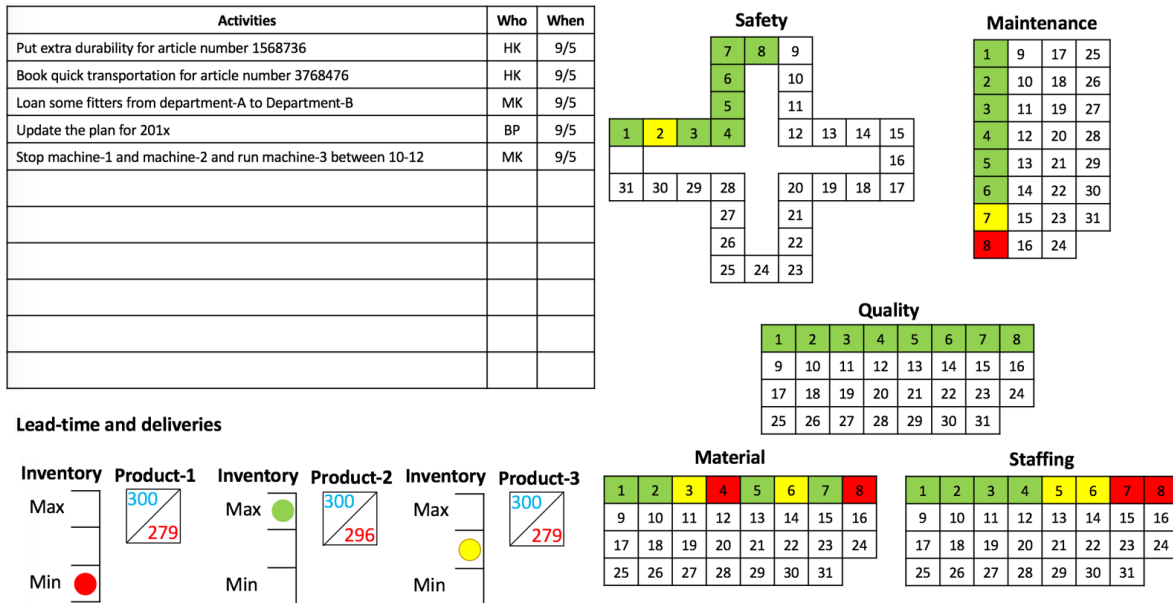 Activities Who When
Put extra durability for article number 1568736 HK 9/5
Book quick transportation for article number 3768476 HK 9/5
Loan some fitters from department-A to Department-B MK 9/5
Update the plan for 201x BP 9/5
Stop machine-1 and machine-2 and run machine-3 between 10-12 MK 9/5
Safety
7 8 9
6 10
5 11
1 2 3 4 12 13 14 15
16
31 30 29 28 20 19 18 17
27 21
26 22
25 24 23
Maintenance
1 9 17 25
2 10 18 26
3 11 19 27
4 12 20 28
5 13 21 29
6 14 22 30
7 15 23 31
8 16 24
Quality
1 2 3 4 5 6 7 8
9 10 11 12 13 14 15 16
17 18 19 20 21 22 23 24
25 26 27 28 29 30 31
Lead-time and deliveries
Inventory Product-1 Inventory Product-2 Inventory Product-3
Max 300 Max 300 Max 300
279 296 279
Min Min Min
Material
1 2 3 4 5 6 7 8
9 10 11 12 13 14 15 16
17 18 19 20 21 22 23 24
25 26 27 28 29 30 31
Staffing
1 2 3 4 5 6 7 8
9 10 11 12 13 14 15 16
17 18 19 20 21 22 23 24
25 26 27 28 29 30 31